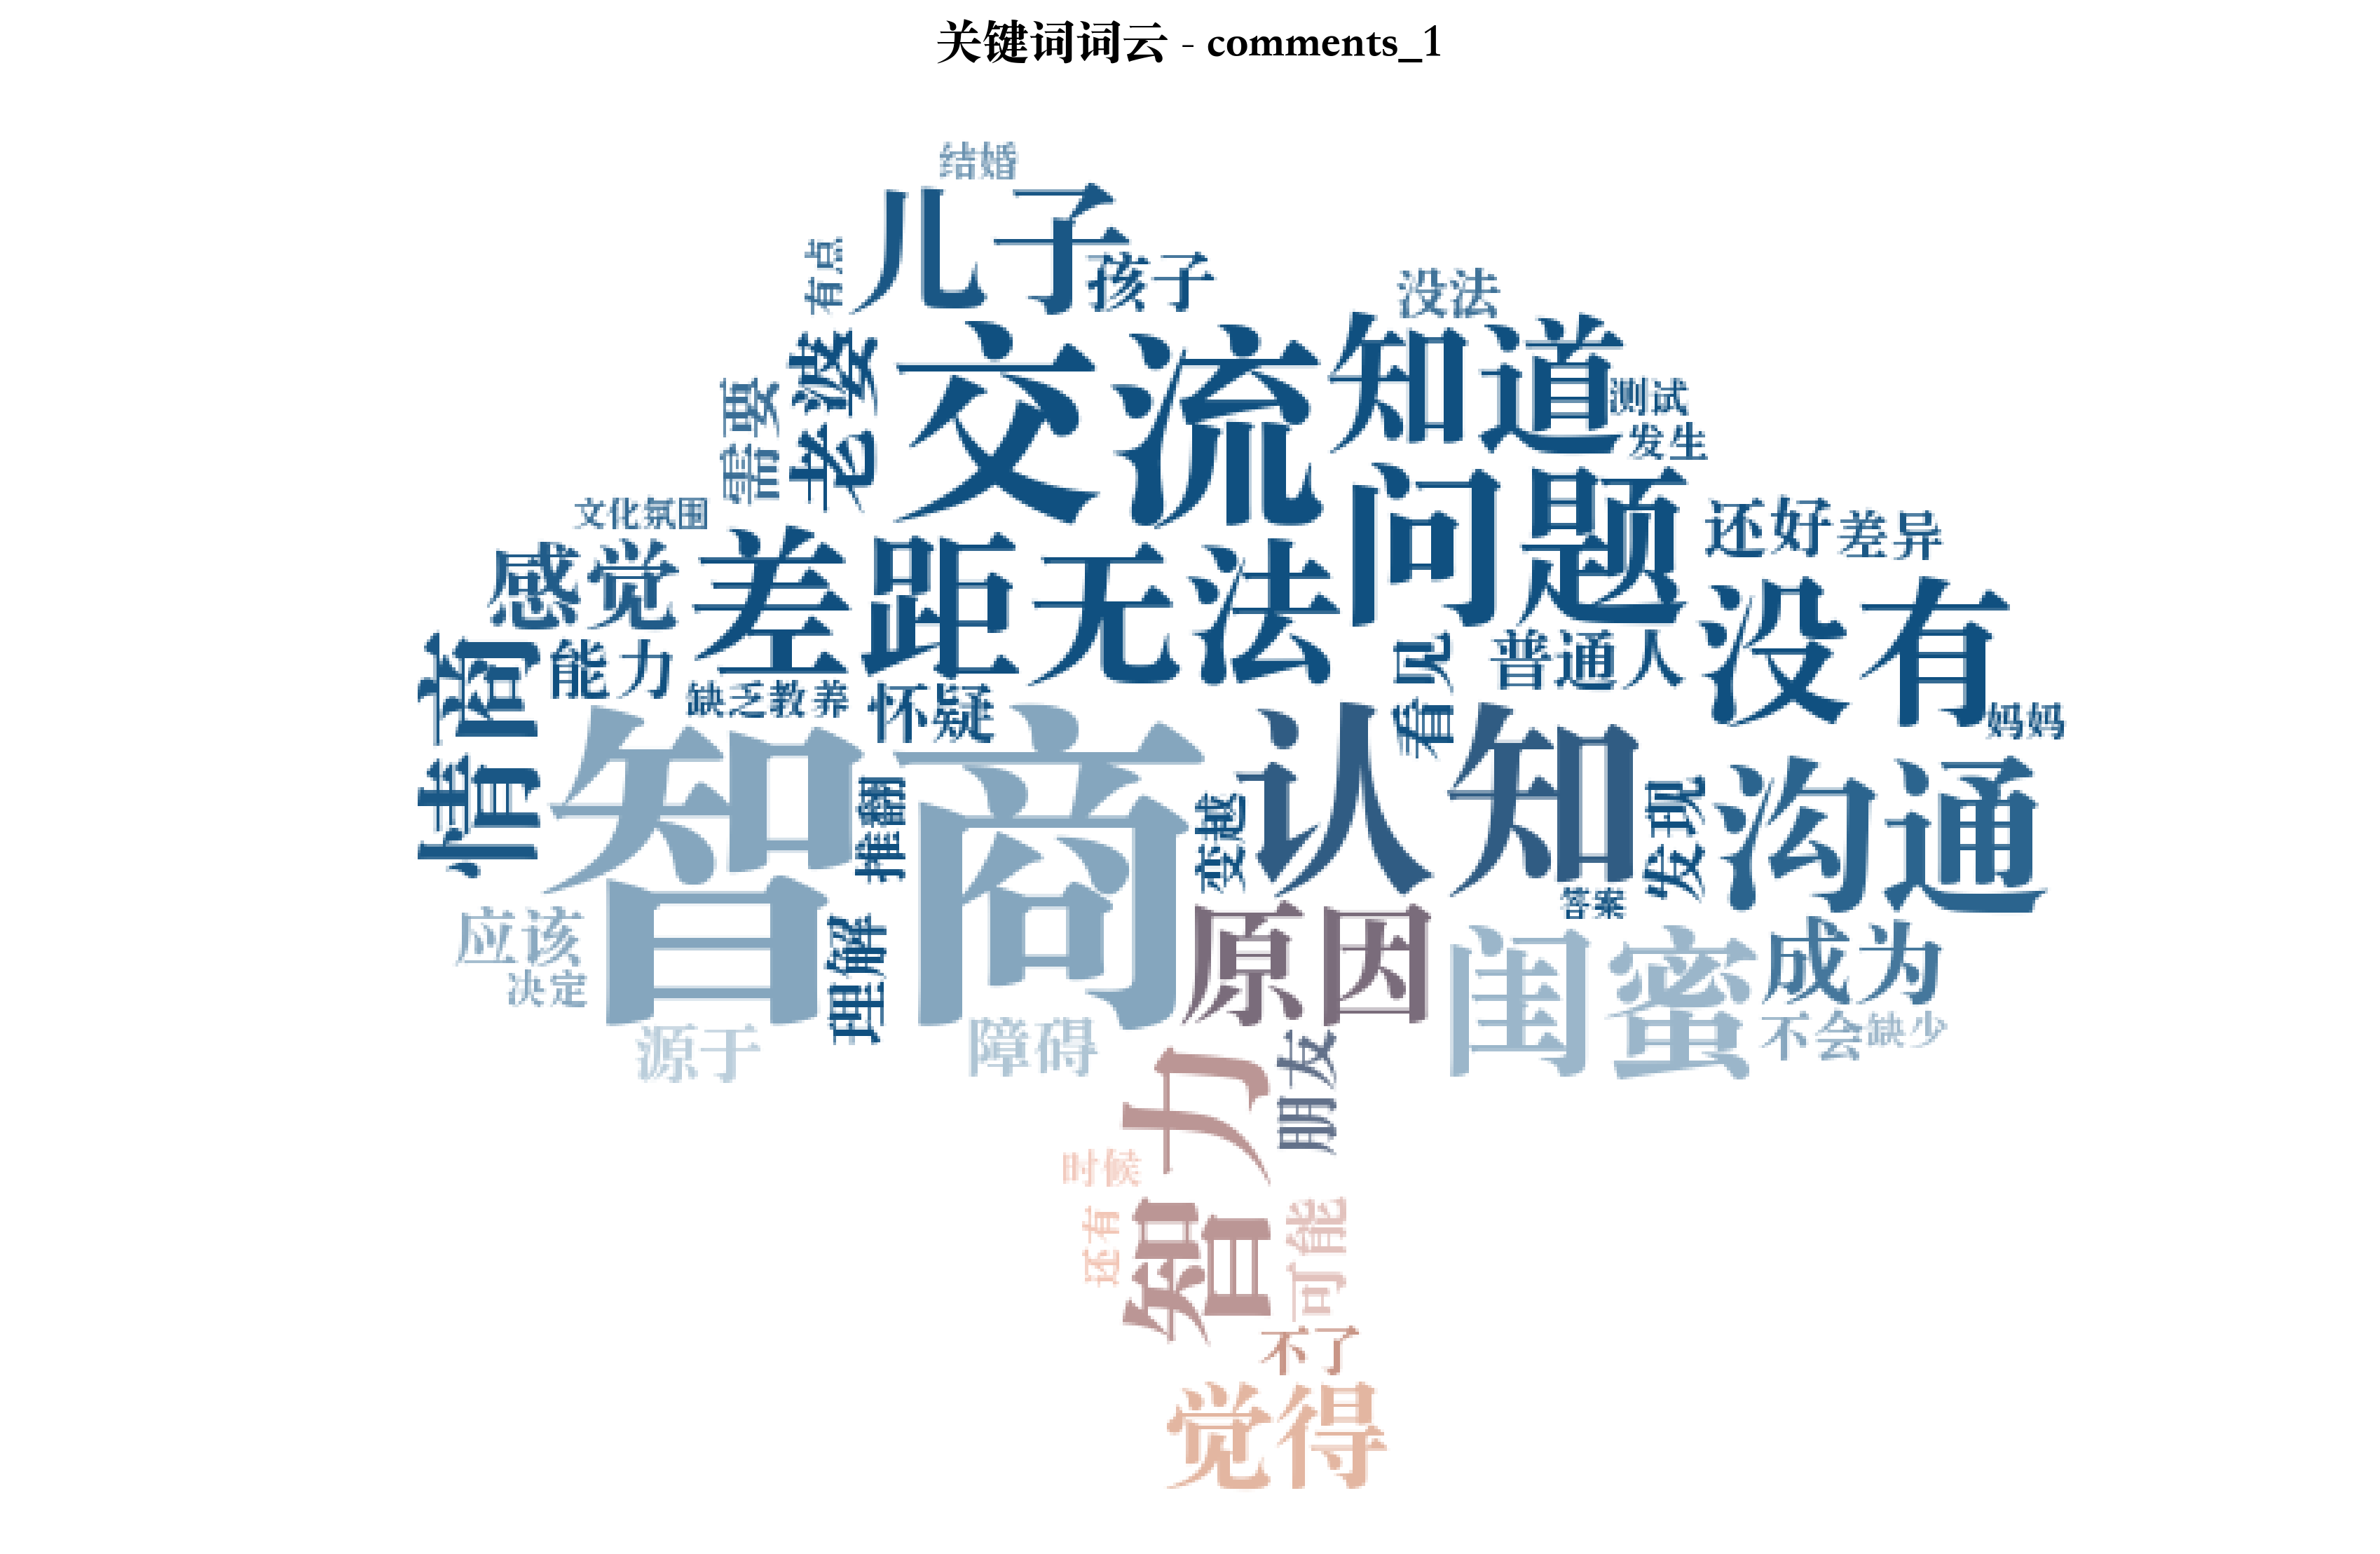 关键词词云 - comments_1
结婚
儿子
有点
孩子
没法
交流
知道
老婆
需要
测试
发生
问题
文化氛围
还好
差异
感觉
差距
无法
没有
情商
能力
缺乏教养
怀疑
看见
普通人
妈妈
智商
认知
推翻
变越
发现
沟通
答案
应该
决定
理解
原因
闺蜜
成为
源于
障碍
不会
缺少
智力
朋友
时候
还有
可能
不了
觉得